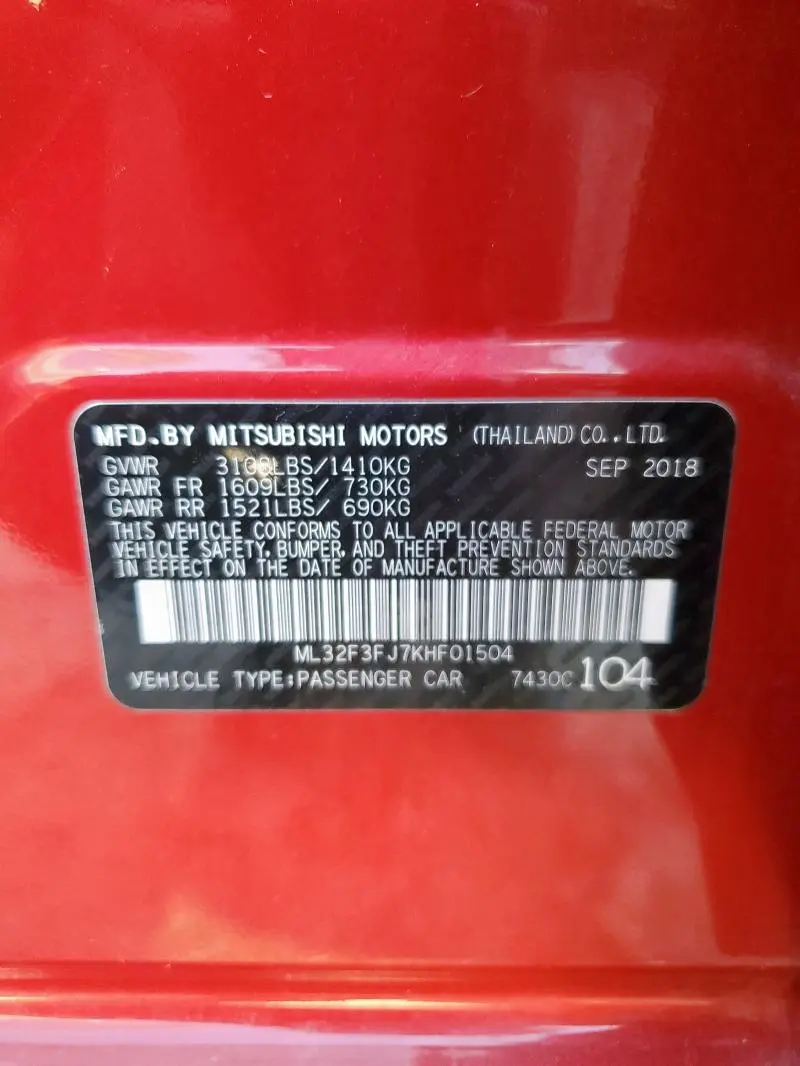 MFD.BY MITSUBISHI MOTORS (THAILAND) CO.,LTD.
GVWR 3108LBS/1410KG SEP 2018
GAWR FR 1609LBS/ 730KG
GAWR RR 1521LBS/ 690KG
THIS VEHICLE CONFORMS TO ALL APPLICABLE FEDERAL MOTOR
VEHICLE SAFETY, BUMPER, AND THEFT PREVENTION STANDARDS
IN EFFECT ON THE DATE OF MANUFACTURE SHOWN ABOVE.
ML32F3FJ7KHF01504
VEHICLE TYPE:PASSENGER CAR 7430C 104